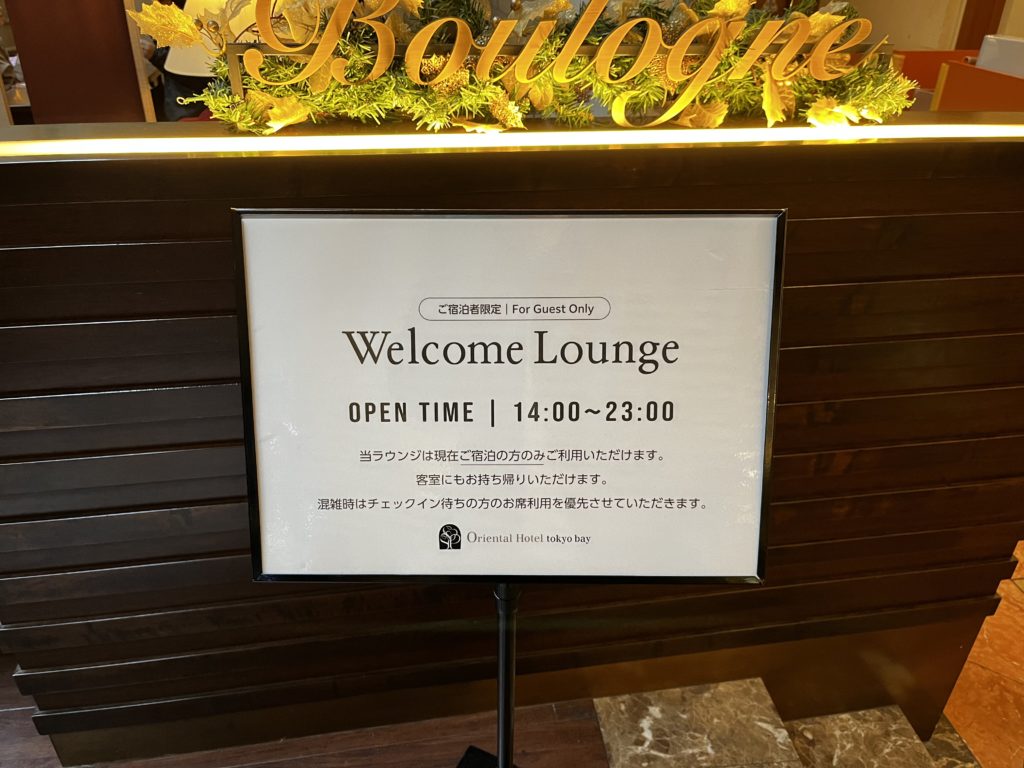 Boulogne
ご宿泊者限定 | For Guest Only
Welcome Lounge
OPEN TIME | 14:00~23:00
当ラウンジは現在ご宿泊の方のみご利用いただけます。
客室にもお持ち帰りいただけます。
混雑時はチェックイン待ちの方のお席利用を優先させていただきます。
Oriental Hotel tokyo bay